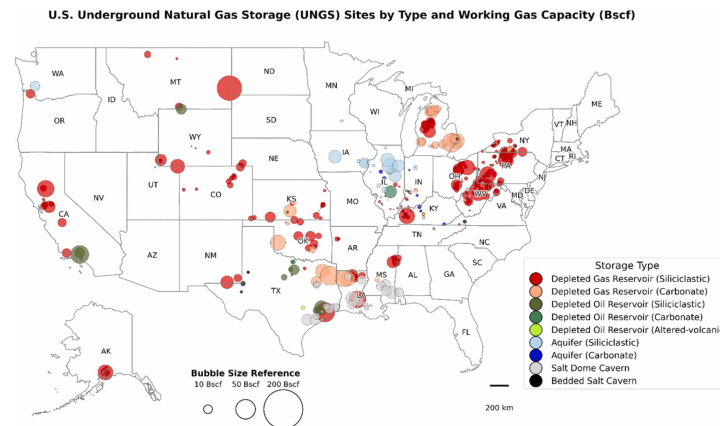 U.S. Underground Natural Gas Storage (UNGS) Sites by Type and Working Gas Capacity (Bscf)
WA
MT
ND
MN
MI
ME
OR
ID
SD
WI
VT
NH
WY
NY
MA
CT
RI
IA
NE
PA
NV
UT
CO
IL
IN
OH
NJ
MD
DE
CA
KS
MO
WV
VA
KY
AZ
NM
OK
TN
NC
AR
SC
TX
MS
AL
GA
LA
FL
AK
Storage Type
Depleted Gas Reservoir (Siliciclastic)
Depleted Gas Reservoir (Carbonate)
Depleted Oil Reservoir (Siliciclastic)
Depleted Oil Reservoir (Carbonate)
Depleted Oil Reservoir (Altered-volcani
Aquifer (Siliciclastic)
Aquifer (Carbonate)
Salt Dome Cavern
Bedded Salt Cavern
Bubble Size Reference
10 Bscf 50 Bscf 200 Bscf
200 km